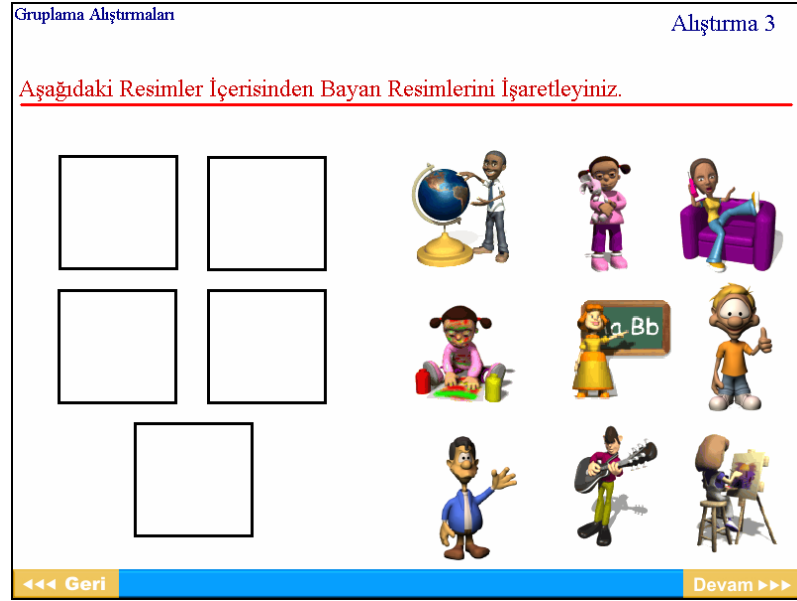 Gruplama Alıştırmaları
Alıştırma 3
Aşağıdaki Resimler İçerisinden Bayan Resimlerini İşaretleyiniz.
a Bb
◄◄◄ Geri
Devam ►►►